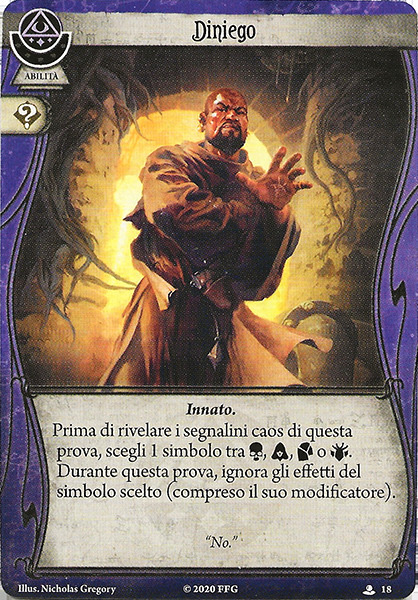 Diniego
ABILITÀ
?
Innato.
Prima di rivelare i segnalini caos di questa
prova, scegli 1 simbolo tra , , o .
Durante questa prova, ignora gli effetti del
simbolo scelto (compreso il suo modificatore).
“No.”
Illus. Nicholas Gregory © 2020 FFG 18